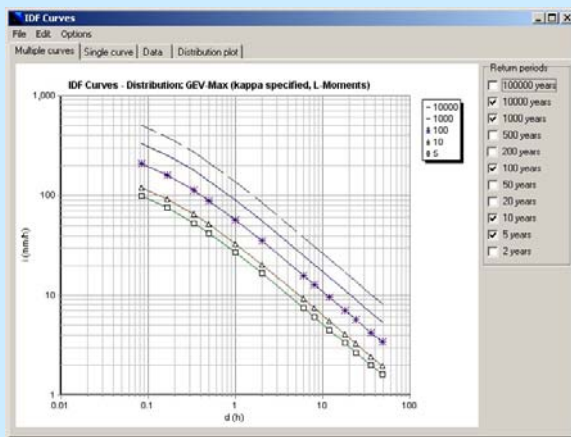 IDF Curves
File Edit Options
Multiple curves Single curve Data Distribution plot
IDF Curves - Distribution: GEV-Max (kappa specified, L-Moments)
1,000
100
10
1
i (mm/h)
0.01 0.1 1 10 100
d (h)
10000
1000
100
10
5
Return periods
100000 years
10000 years
1000 years
500 years
200 years
100 years
50 years
20 years
10 years
5 years
2 years